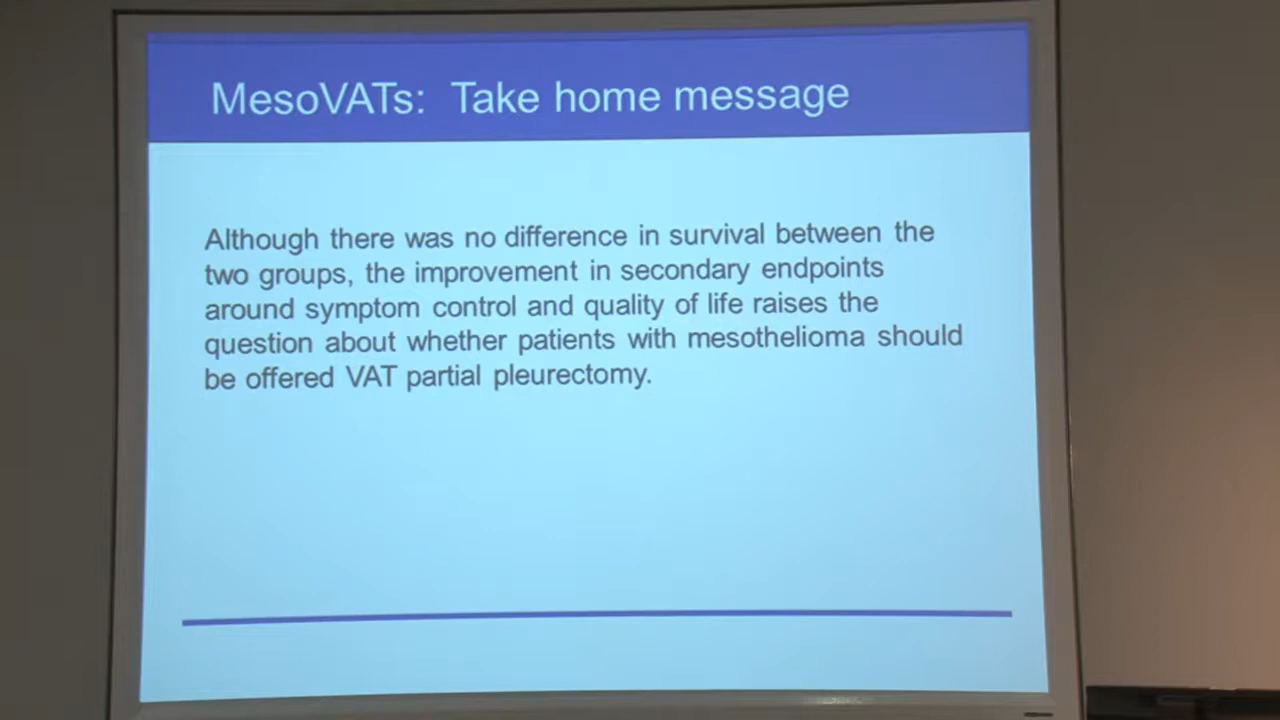 MesoVATs: Take home message
Although there was no difference in survival between the
two groups, the improvement in secondary endpoints
around symptom control and quality of life raises the
question about whether patients with mesothelioma should
be offered VAT partial pleurectomy.